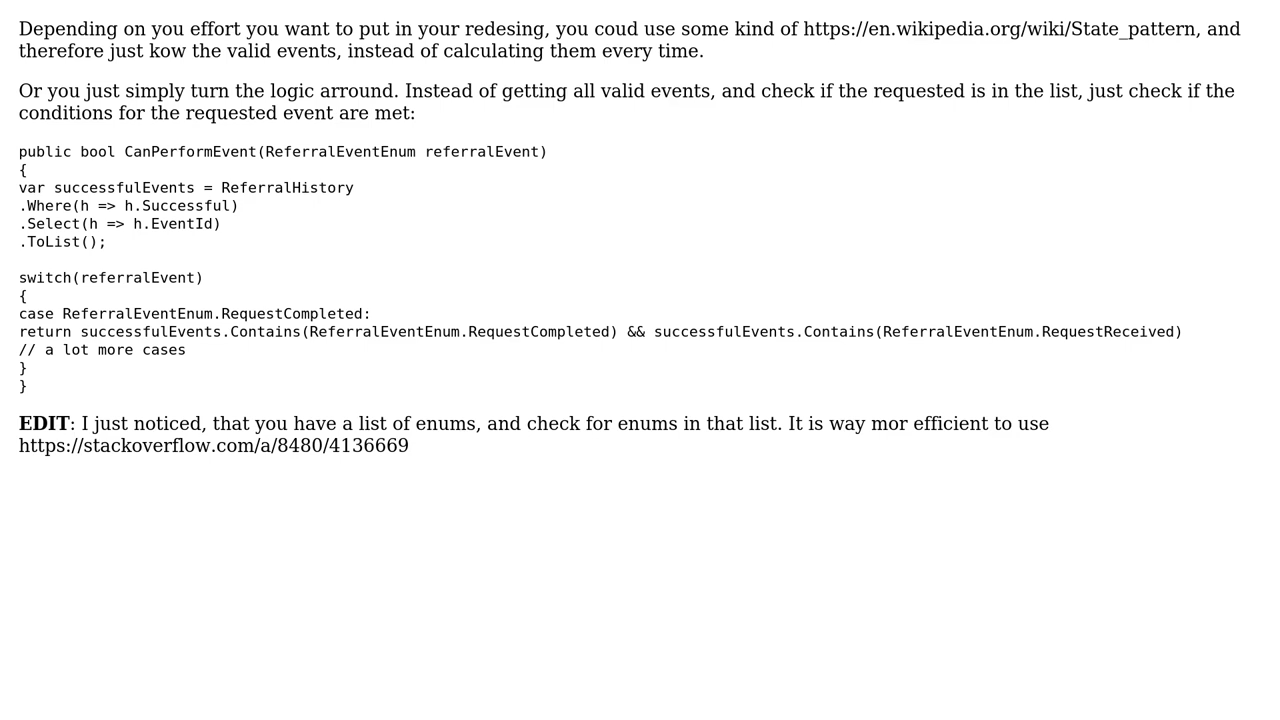 Depending on you effort you want to put in your redesing, you coud use some kind of https://en.wikipedia.org/wiki/State_pattern, and
therefore just kow the valid events, instead of calculating them every time.
Or you just simply turn the logic arround. Instead of getting all valid events, and check if the requested is in the list, just check if the
conditions for the requested event are met:
public bool CanPerformEvent(ReferralEventEnum referralEvent)
{
var successfulEvents = ReferralHistory
.Where(h => h.Successful)
.Select(h => h.EventId)
.ToList();
switch(referralEvent)
{
case ReferralEventEnum.RequestCompleted:
return successfulEvents.Contains(ReferralEventEnum.RequestCompleted) && successfulEvents.Contains(ReferralEventEnum.RequestReceived)
// a lot more cases
}
}
EDIT: I just noticed, that you have a list of enums, and check for enums in that list. It is way mor efficient to use
https://stackoverflow.com/a/8480/4136669